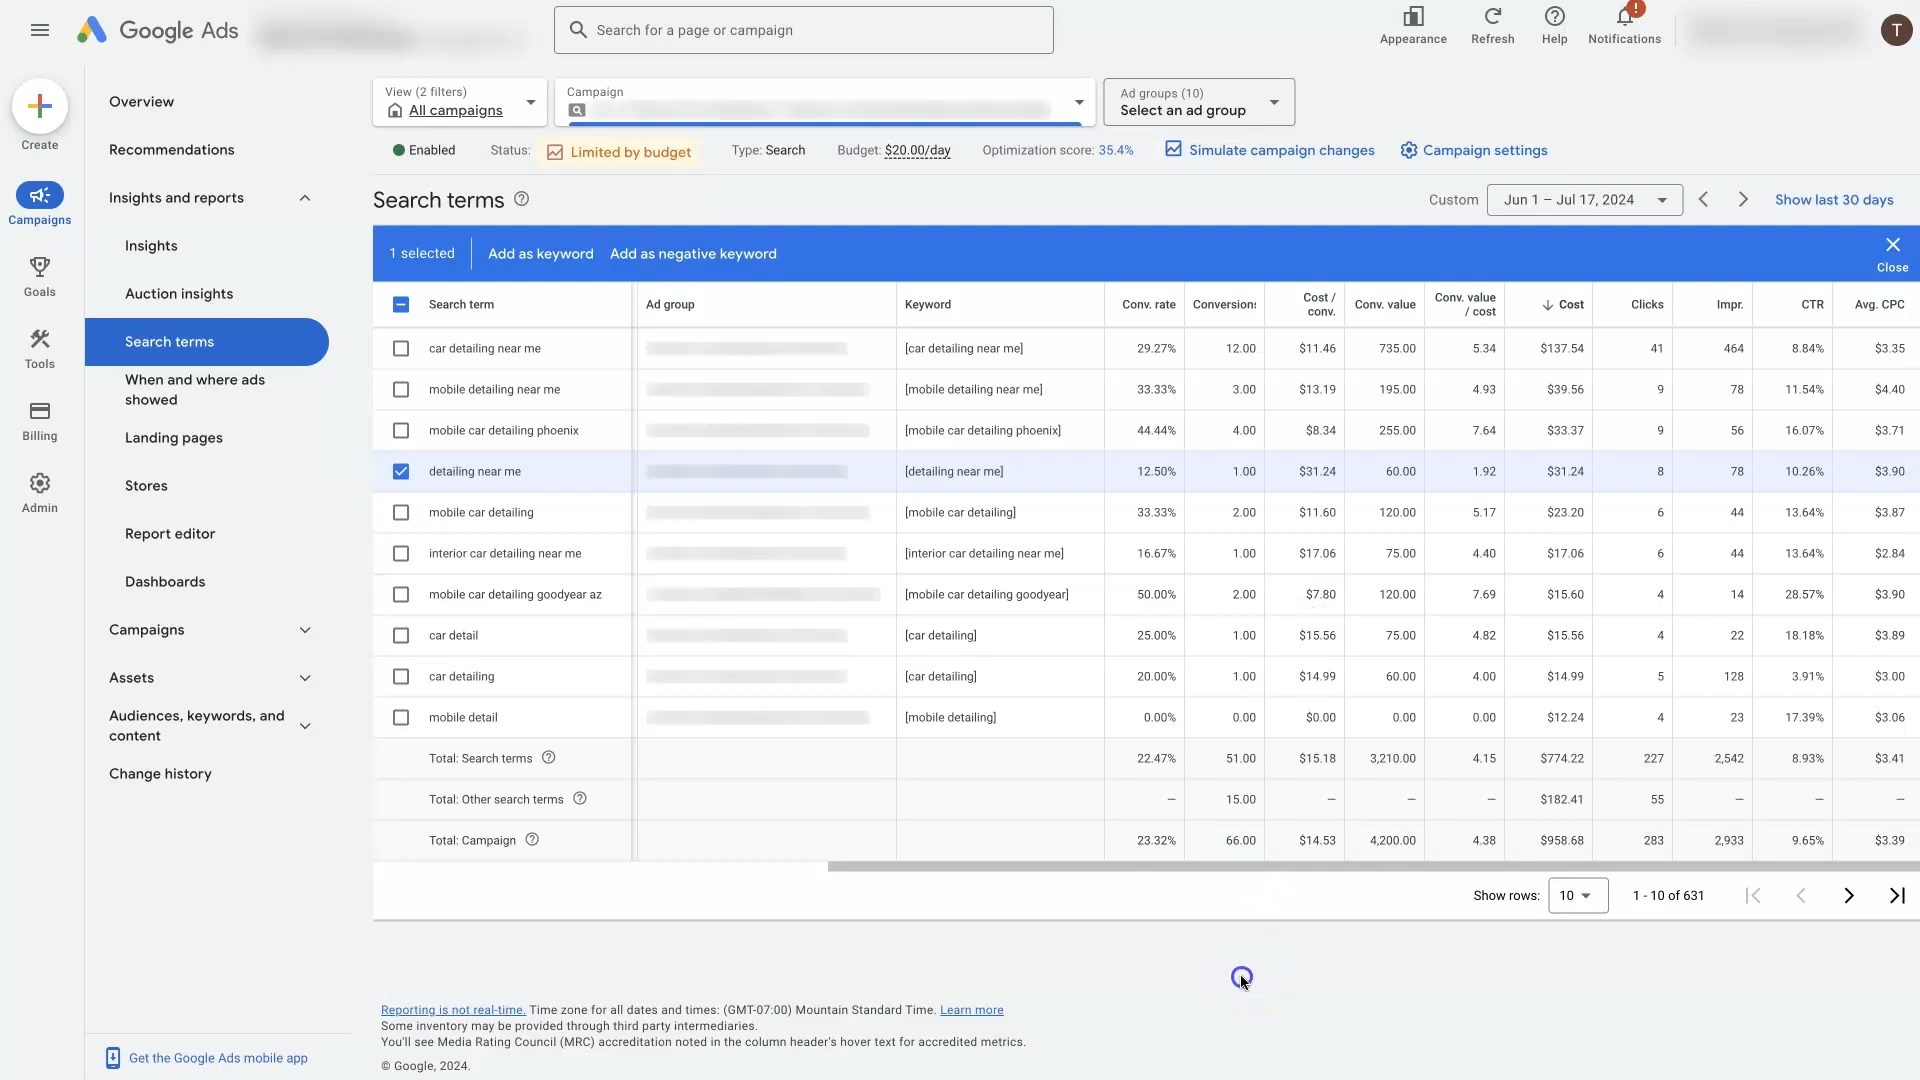 Google Ads
Search for a page or campaign
Appearance
Refresh
Help
!
Notifications
T
Create
Campaigns
Goals
Tools
Billing
Admin
Overview
Recommendations
Insights and reports
Insights
Auction insights
Search terms
When and where ads
showed
Landing pages
Stores
Report editor
Dashboards
Campaigns
Assets
Audiences, keywords, and
content
Change history
Get the Google Ads mobile app
View (2 filters)
All campaigns
Campaign
Ad groups (10)
Select an ad group
Enabled Status: Limited by budget Type: Search Budget: $20.00/day Optimization score: 35.4% Simulate campaign changes Campaign settings
Search terms
Custom Jun 1 – Jul 17, 2024 Show last 30 days
1 selected Add as keyword Add as negative keyword Close
Search term Ad group Keyword Conv. rate Conversions Cost / conv. Conv. value Conv. value / cost Cost Clicks Impr. CTR Avg. CPC
car detailing near me [car detailing near me] 29.27% 12.00 $11.46 735.00 5.34 $137.54 41 464 8.84% $3.35
mobile detailing near me [mobile detailing near me] 33.33% 3.00 $13.19 195.00 4.93 $39.56 9 78 11.54% $4.40
mobile car detailing phoenix [mobile car detailing phoenix] 44.44% 4.00 $8.34 255.00 7.64 $33.37 9 56 16.07% $3.71
detailing near me [detailing near me] 12.50% 1.00 $31.24 60.00 1.92 $31.24 8 78 10.26% $3.90
mobile car detailing [mobile car detailing] 33.33% 2.00 $11.60 120.00 5.17 $23.20 6 44 13.64% $3.87
interior car detailing near me [interior car detailing near me] 16.67% 1.00 $17.06 75.00 4.40 $17.06 6 44 13.64% $2.84
mobile car detailing goodyear az [mobile car detailing goodyear] 50.00% 2.00 $7.80 120.00 7.69 $15.60 4 14 28.57% $3.90
car detail [car detailing] 25.00% 1.00 $15.56 75.00 4.82 $15.56 4 22 18.18% $3.89
car detailing [car detailing] 20.00% 1.00 $14.99 60.00 4.00 $14.99 5 128 3.91% $3.00
mobile detail [mobile detailing] 0.00% 0.00 $0.00 0.00 0.00 $12.24 4 23 17.39% $3.06
Total: Search terms 22.47% 51.00 $15.18 3,210.00 4.15 $774.22 227 2,542 8.93% $3.41
Total: Other search terms – 15.00 – – – $182.41 55 – – –
Total: Campaign 23.32% 66.00 $14.53 4,200.00 4.38 $958.68 283 2,933 9.65% $3.39
Show rows: 10 1 - 10 of 631
Reporting is not real-time. Time zone for all dates and times: (GMT-07:00) Mountain Standard Time. Learn more
Some inventory may be provided through third party intermediaries.
You'll see Media Rating Council (MRC) accreditation noted in the column header's hover text for accredited metrics.
© Google, 2024.